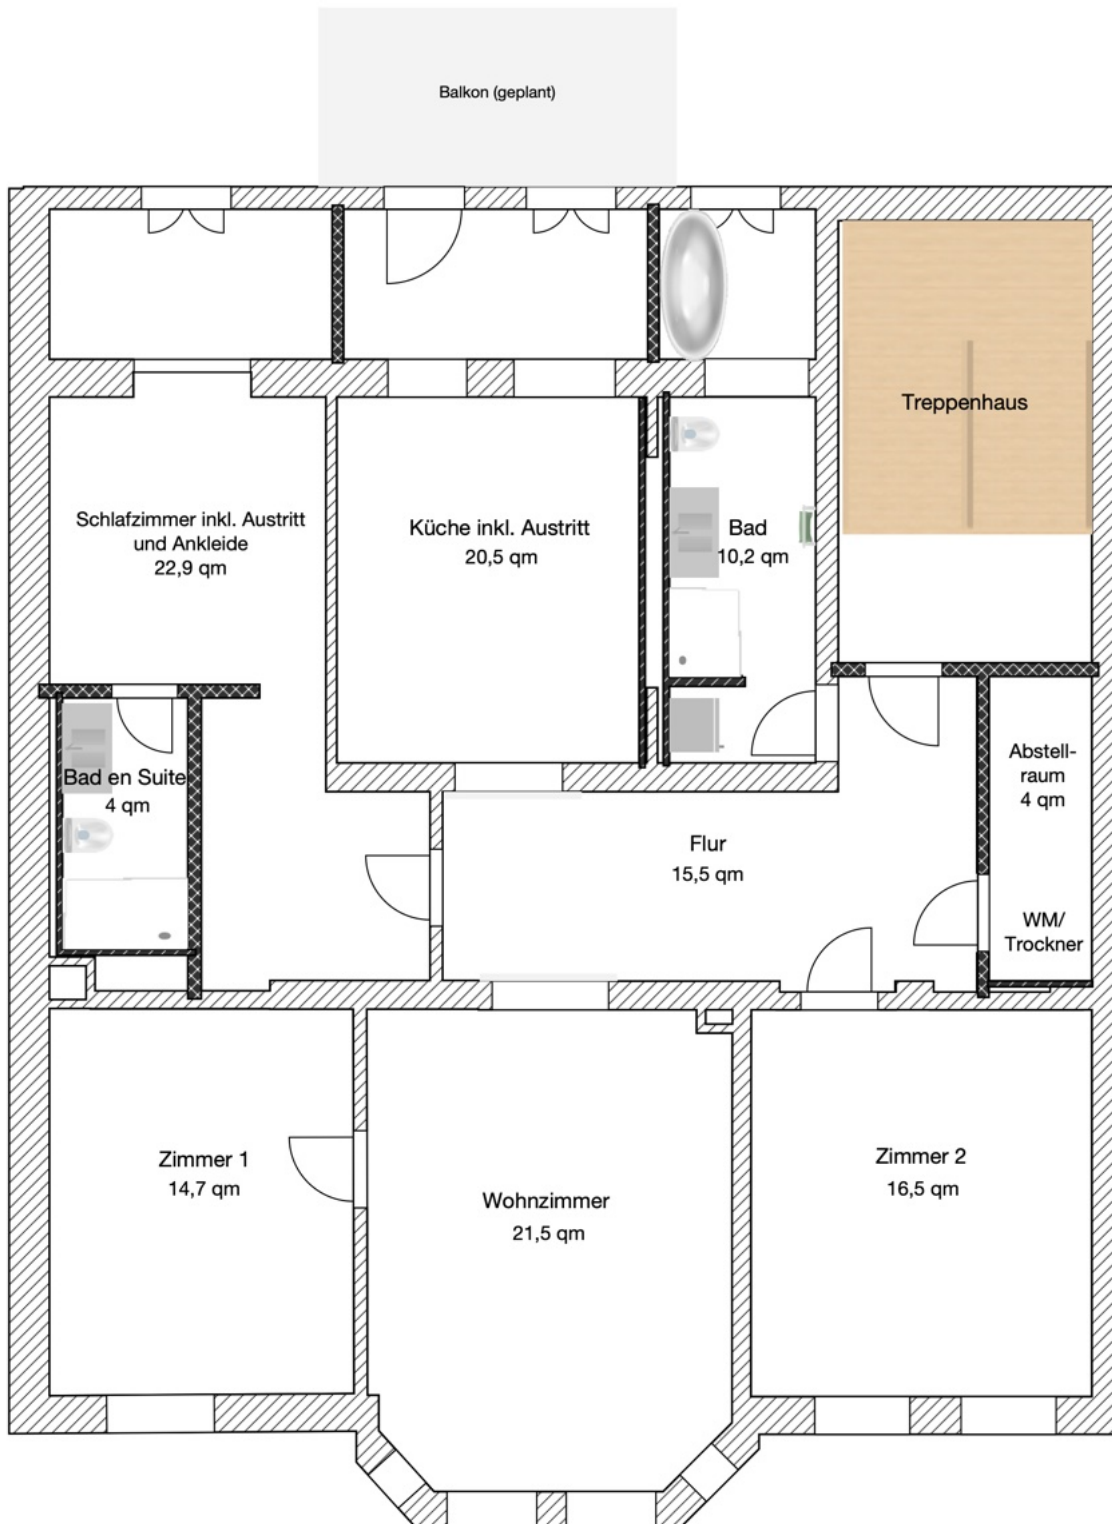 Balkon (geplant)
Treppenhaus
Schlafzimmer inkl. Austritt
und Ankleide
22,9 qm
Küche inkl. Austritt
20,5 qm
Bad
10,2 qm
Bad en Suite
4 qm
Flur
15,5 qm
Abstell-
raum
4 qm
WM/
Trockner
Zimmer 1
14,7 qm
Wohnzimmer
21,5 qm
Zimmer 2
16,5 qm